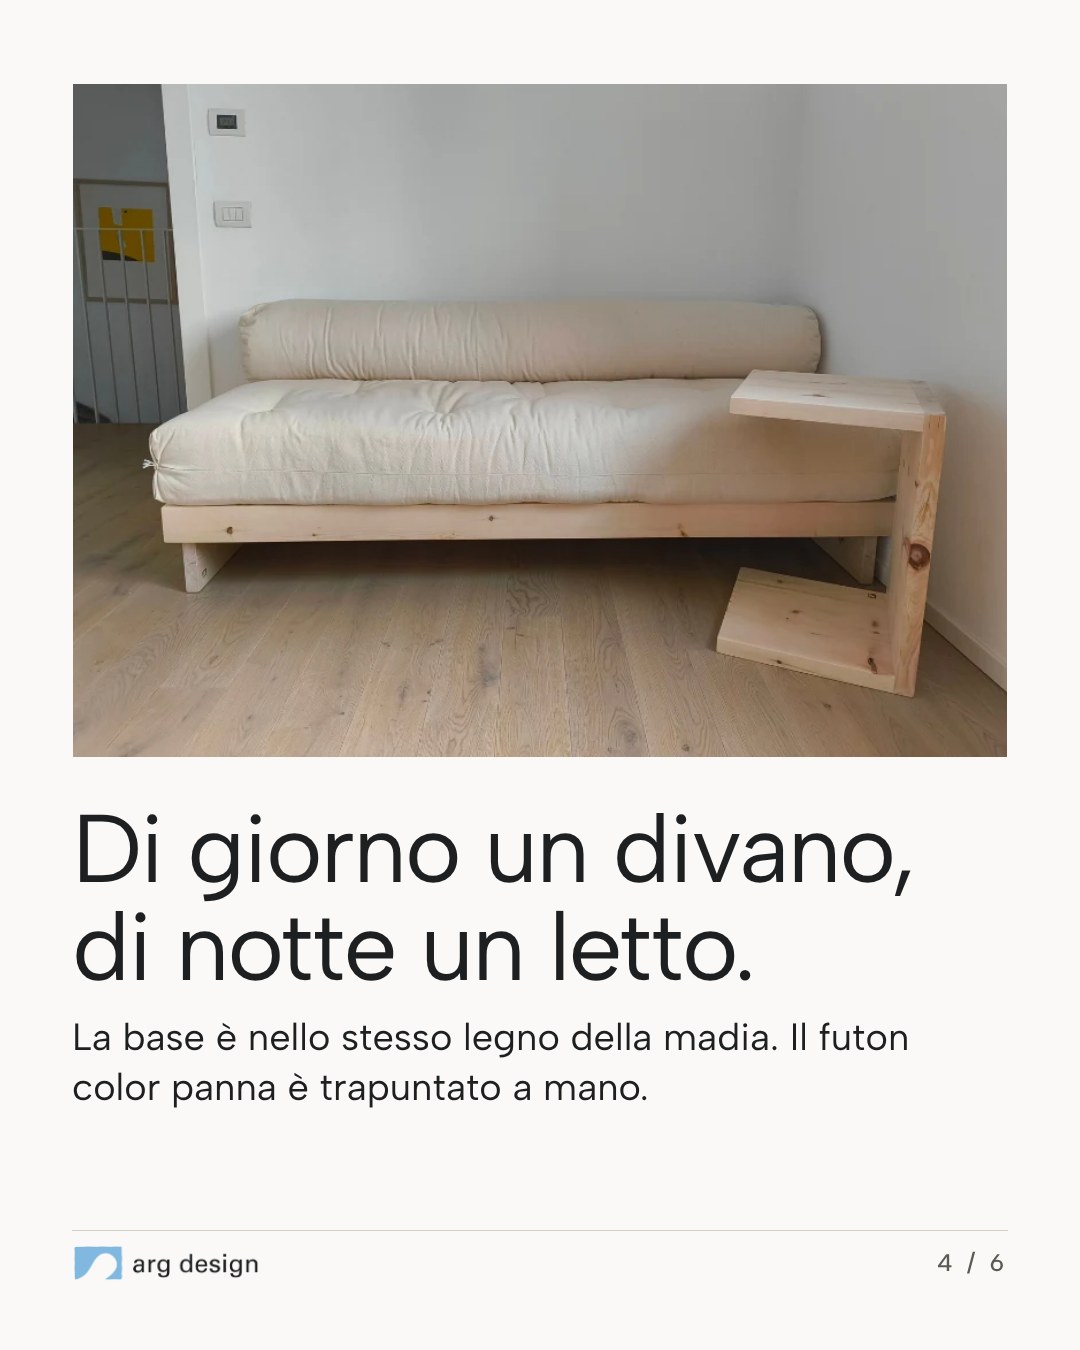 Di giorno un divano,
di notte un letto.
La base è nello stesso legno della madia. Il futon
color panna è trapuntato a mano.
arg design
4 / 6